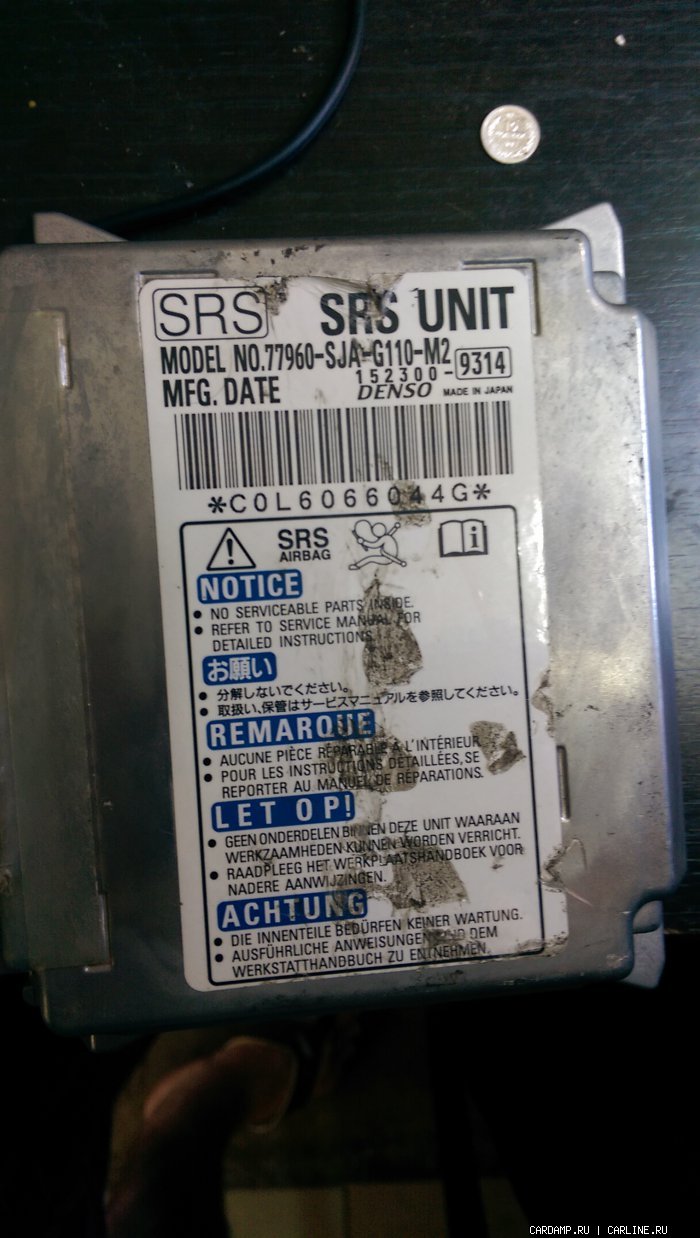 SRS SRS UNIT
MODEL NO.77960-SJA-G110-M2
MFG. DATE 152300-9314
DENSO MADE IN JAPAN
*C0L6066044G*
SRS
AIRBAG
NOTICE
● NO SERVICEABLE PARTS INSIDE.
● REFER TO SERVICE MANUAL FOR
DETAILED INSTRUCTIONS.
お願い
● 分解しないでください。
● 取扱い、保管はサービスマニュアルを参照してください。
REMARQUE
● AUCUNE PIÈCE RÉPARABLE A L'INTÉRIEUR.
● POUR LES INSTRUCTIONS DÉTAILLÉES, SE
REPORTER AU MANUEL DE RÉPARATIONS.
LET OP!
● GEEN ONDERDELEN BINNEN DEZE UNIT WAARAAN
WERKZAAMHEDEN KUNNEN WORDEN VERRICHT.
● RAADPLEEG HET WERKPLAATSHANDBOEK VOOR
NADERE AANWIJZINGEN.
ACHTUNG
● DIE INNENTEILE BEDÜRFEN KEINER WARTUNG.
● AUSFÜHRLICHE ANWEISUNGEN SIND DEM
WERKSTATTHANDBUCH ZU ENTNEHMEN.
CARDAMP.RU | CARLINE.RU